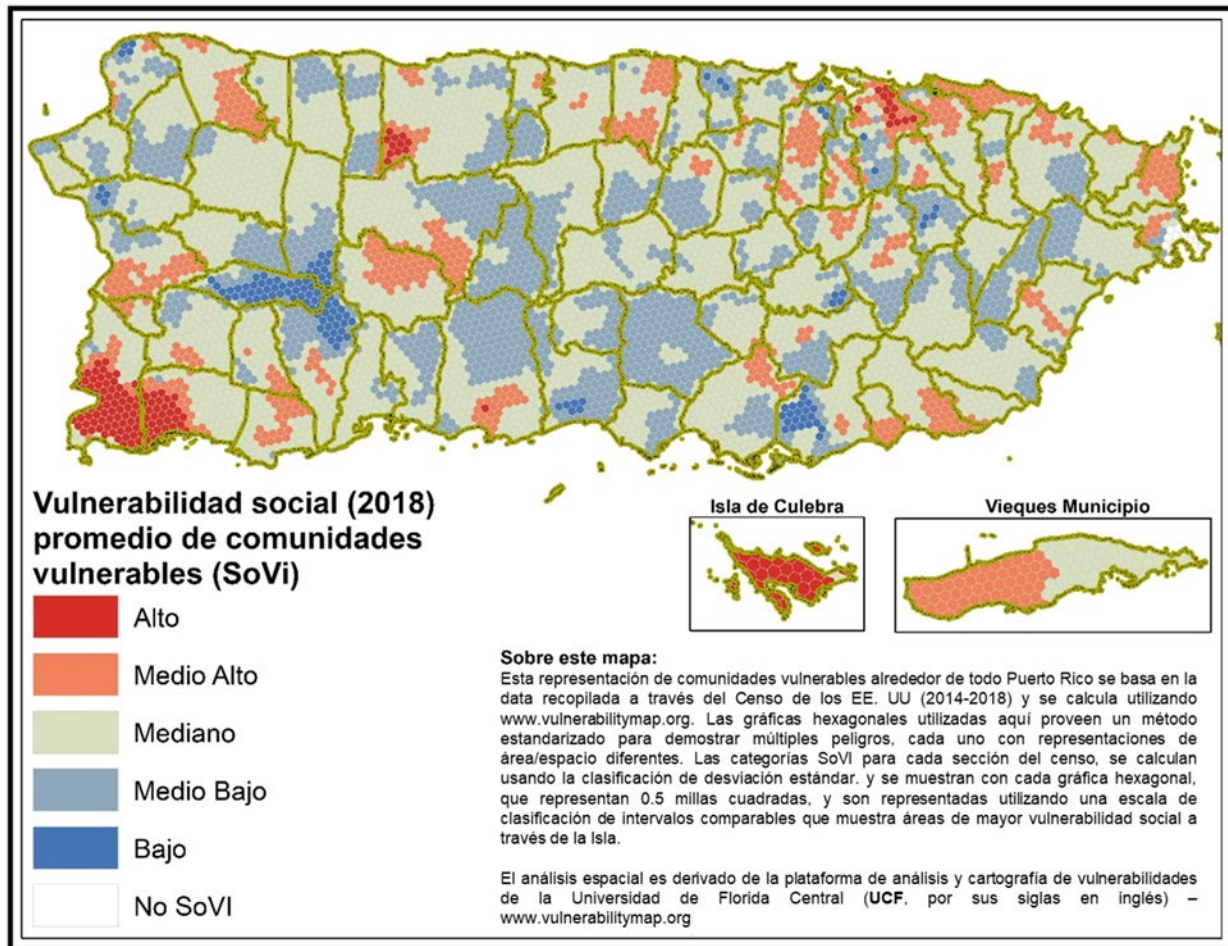 Isla de Culebra
Vieques Municipio
Vulnerabilidad social (2018)
promedio de comunidades
vulnerables (SoVi)
Alto
Medio Alto
Mediano
Medio Bajo
Bajo
No SoVI
Sobre este mapa:
Esta representación de comunidades vulnerables alrededor de todo Puerto Rico se basa en la
data recopilada a través del Censo de los EE. UU (2014-2018) y se calcula utilizando
www.vulnerabilitymap.org. Las gráficas hexagonales utilizadas aquí proveen un método
estandarizado para demostrar múltiples peligros, cada uno con representaciones de
área/espacio diferentes. Las categorías SoVI para cada sección del censo, se calculan
usando la clasificación de desviación estándar. y se muestran con cada gráfica hexagonal,
que representan 0.5 millas cuadradas, y son representadas utilizando una escala de
clasificación de intervalos comparables que muestra áreas de mayor vulnerabilidad social a
través de la Isla.
El análisis espacial es derivado de la plataforma de análisis y cartografía de vulnerabilidades
de la Universidad de Florida Central (UCF, por sus siglas en inglés) –
www.vulnerabilitymap.org